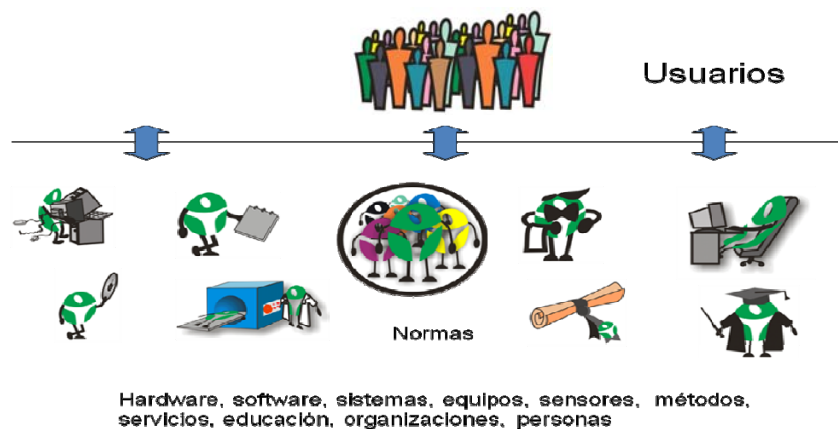 Usuarios
Normas
Hardware, software, sistemas, equipos, sensores, métodos,
servicios, educación, organizaciones, personas